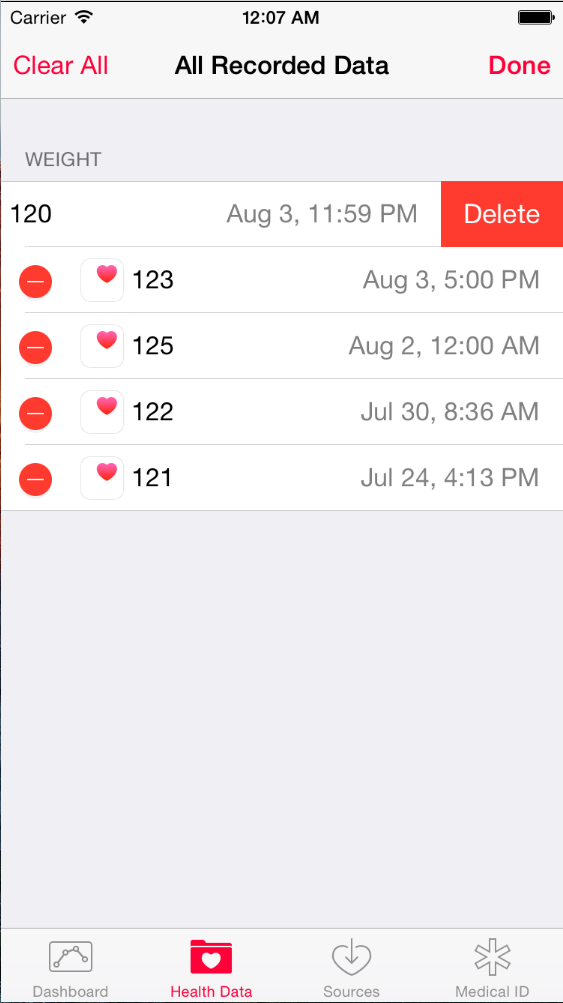 Carrier 12:07 AM
Clear All All Recorded Data Done
WEIGHT
120 Aug 3, 11:59 PM Delete
123 Aug 3, 5:00 PM
125 Aug 2, 12:00 AM
122 Jul 30, 8:36 AM
121 Jul 24, 4:13 PM
Dashboard Health Data Sources Medical ID